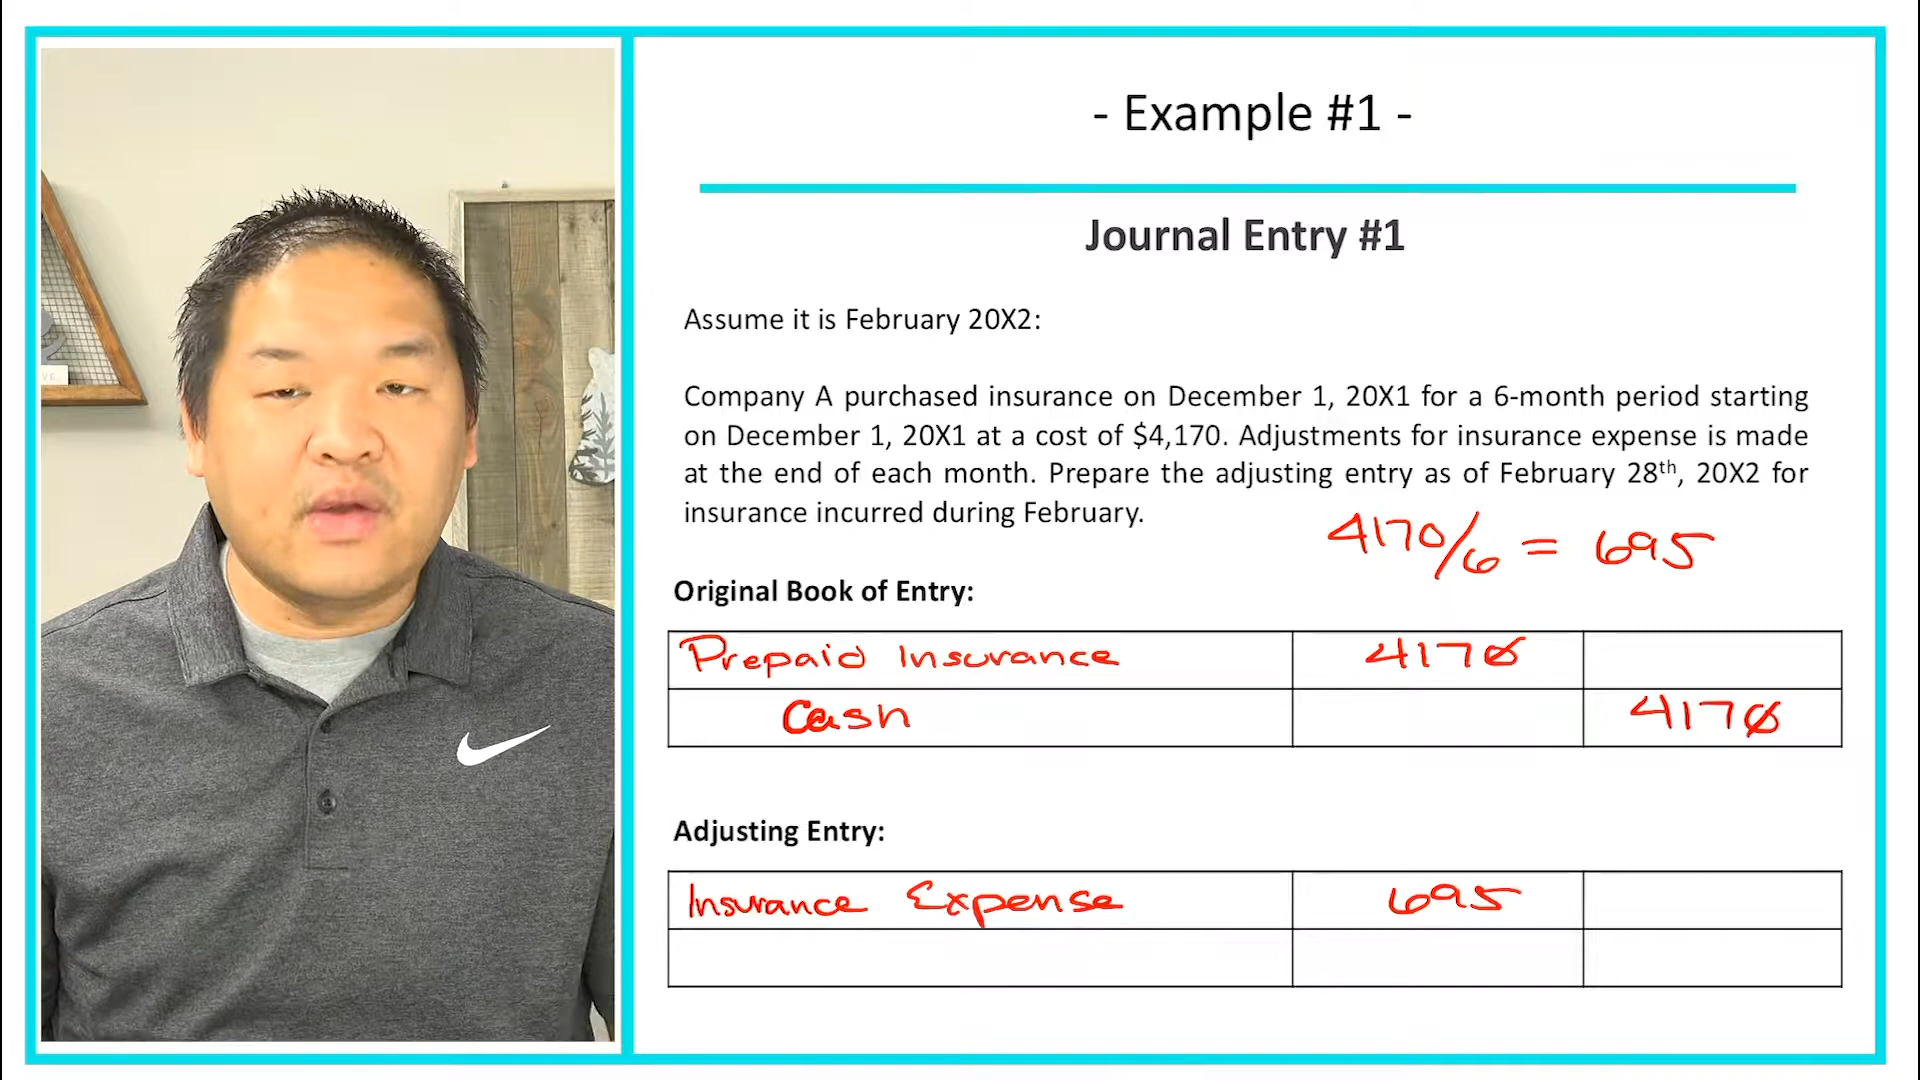 - Example #1 -
Journal Entry #1
Assume it is February 20X2:
Company A purchased insurance on December 1, 20X1 for a 6-month period starting
on December 1, 20X1 at a cost of $4,170. Adjustments for insurance expense is made
at the end of each month. Prepare the adjusting entry as of February 28th, 20X2 for
insurance incurred during February.
4170/6 = 695
Original Book of Entry:
Prepaid Insurance 4170
Cash 4170
Adjusting Entry:
Insurance Expense 695